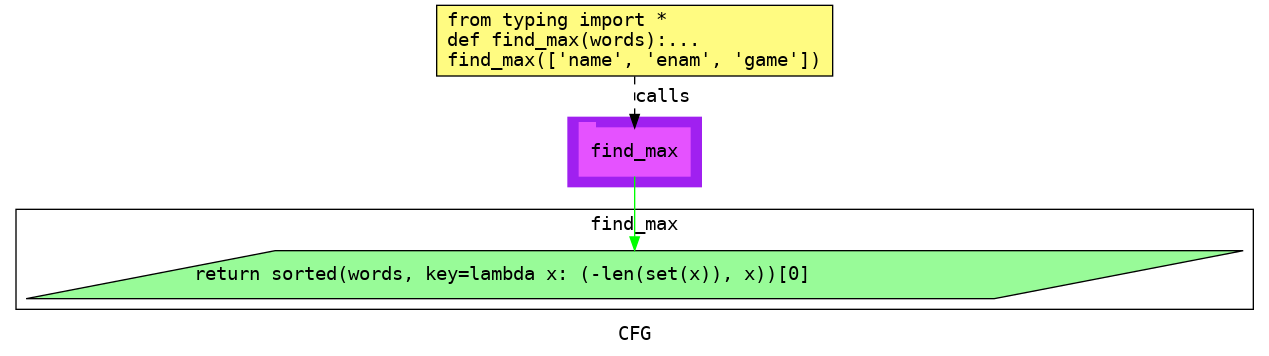 from typing import *
def find_max(words):...
find_max(['name', 'enam', 'game'])
calls
find_max
find_max
return sorted(words, key=lambda x: (-len(set(x)), x))[0]
CFG